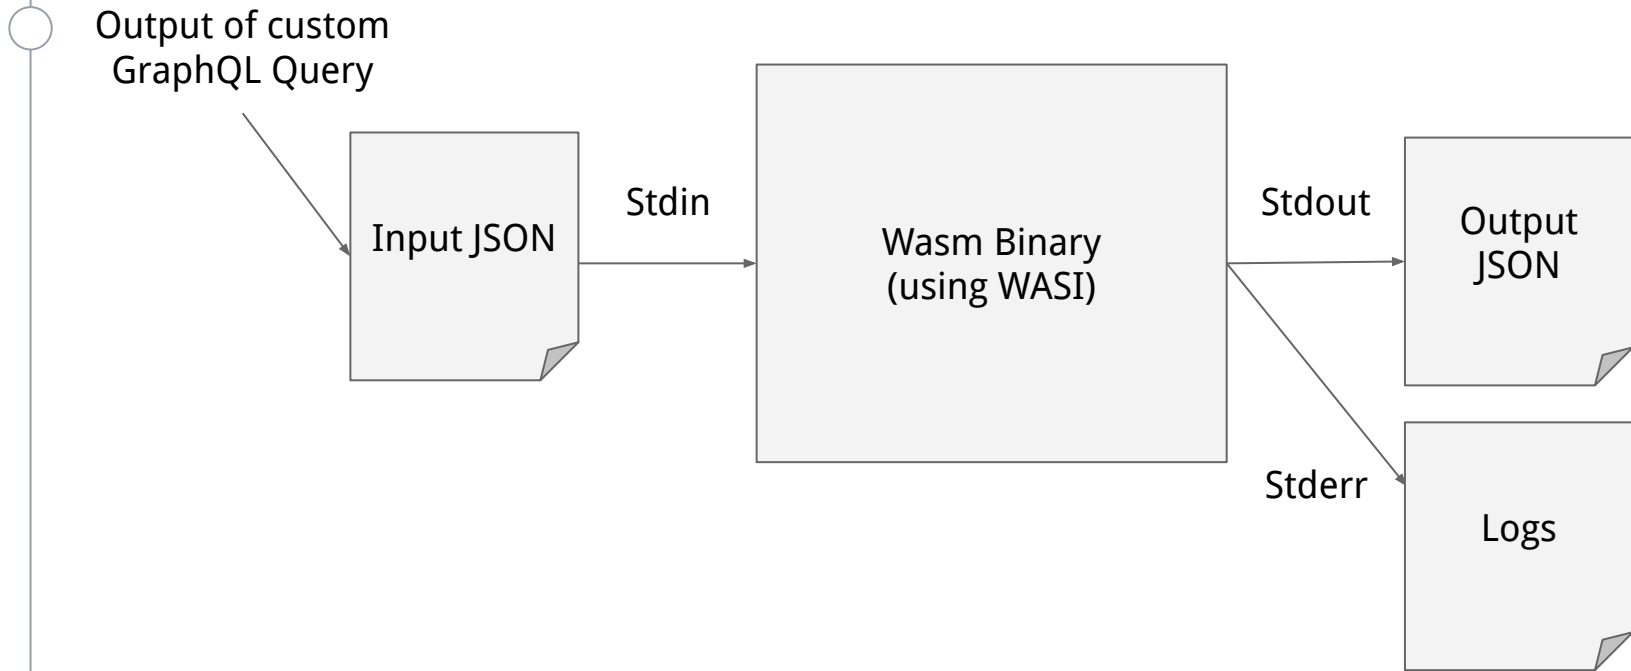 Output of custom
GraphQL Query
Input JSON
Stdin
Wasm Binary
(using WASI)
Stdout
Output
JSON
Stderr
Logs